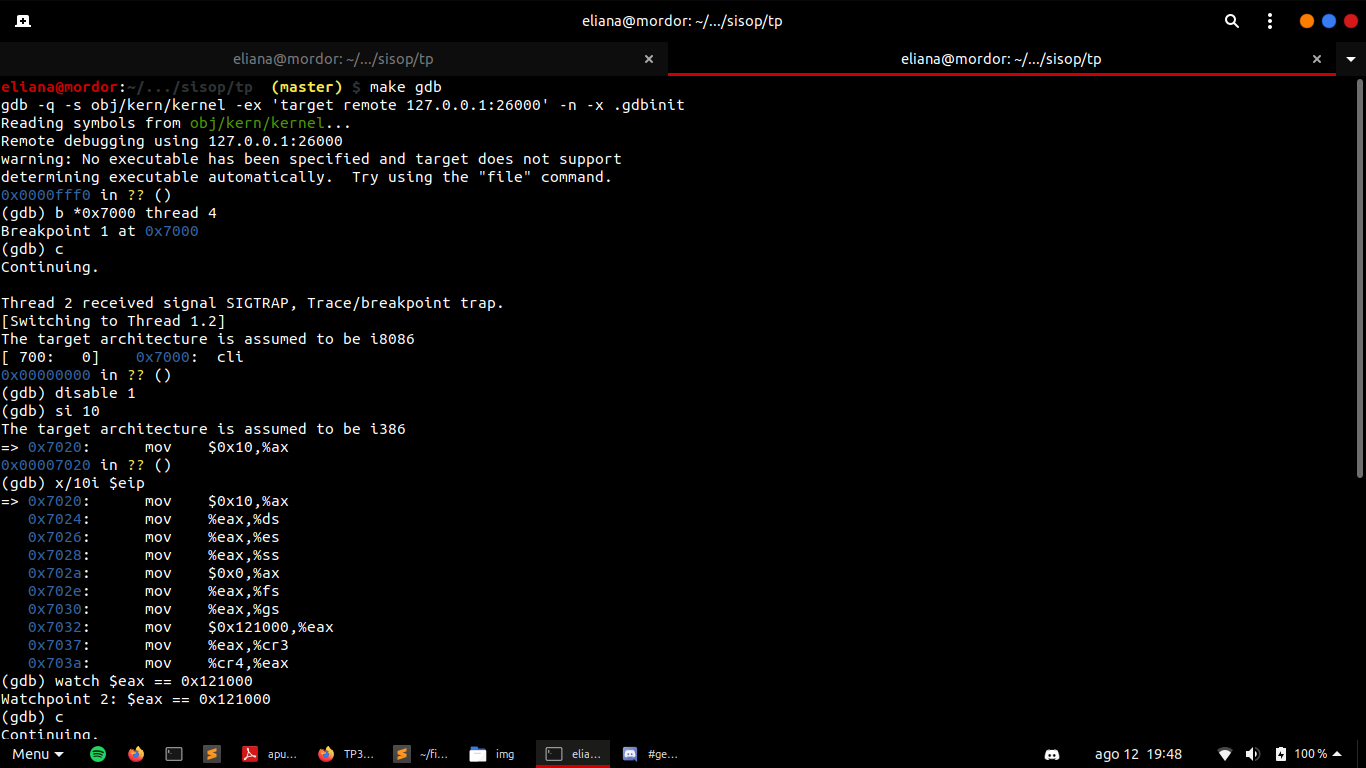 eliana@mordor: ~/.../sisop/tp
eliana@mordor: ~/.../sisop/tp
eliana@mordor: ~/.../sisop/tp
eliana@mordor:~/.../sisop/tp (master) $ make gdb
gdb -q -s obj/kern/kernel -ex 'target remote 127.0.0.1:26000' -n -x .gdbinit
Reading symbols from obj/kern/kernel...
Remote debugging using 127.0.0.1:26000
warning: No executable has been specified and target does not support
determining executable automatically.  Try using the "file" command.
0x0000fff0 in ?? ()
(gdb) b *0x7000 thread 4
Breakpoint 1 at 0x7000
(gdb) c
Continuing.
Thread 2 received signal SIGTRAP, Trace/breakpoint trap.
[Switching to Thread 1.2]
The target architecture is assumed to be i8086
[ 700:   0]    0x7000:  cli
0x00000000 in ?? ()
(gdb) disable 1
(gdb) si 10
The target architecture is assumed to be i386
=> 0x7020:      mov    $0x10,%ax
0x00007020 in ?? ()
(gdb) x/10i $eip
=> 0x7020:      mov    $0x10,%ax
   0x7024:      mov    %eax,%ds
   0x7026:      mov    %eax,%es
   0x7028:      mov    %eax,%ss
   0x702a:      mov    $0x0,%ax
   0x702e:      mov    %eax,%fs
   0x7030:      mov    %eax,%gs
   0x7032:      mov    $0x121000,%eax
   0x7037:      mov    %eax,%cr3
   0x703a:      mov    %cr4,%eax
(gdb) watch $eax == 0x121000
Watchpoint 2: $eax == 0x121000
(gdb) c
Continuing.
Menu apu... TP3... ~/fi... img elia... #ge... ago 12 19:48 100 %